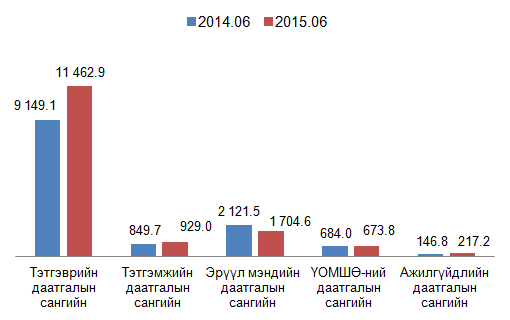 2014.06 2015.06
11 462.9
9 149.1
2 121.5
1 704.6
849.7 929.0
684.0 673.8
146.8 217.2
Тэтгэврийн даатгалын сангийн
Тэтгэмжийн даатгалын сангийн
Эрүүл мэндийн даатгалын сангийн
ҮОМШӨ-ний даатгалын сангийн
Ажилгүйдлийн даатгалын сангийн